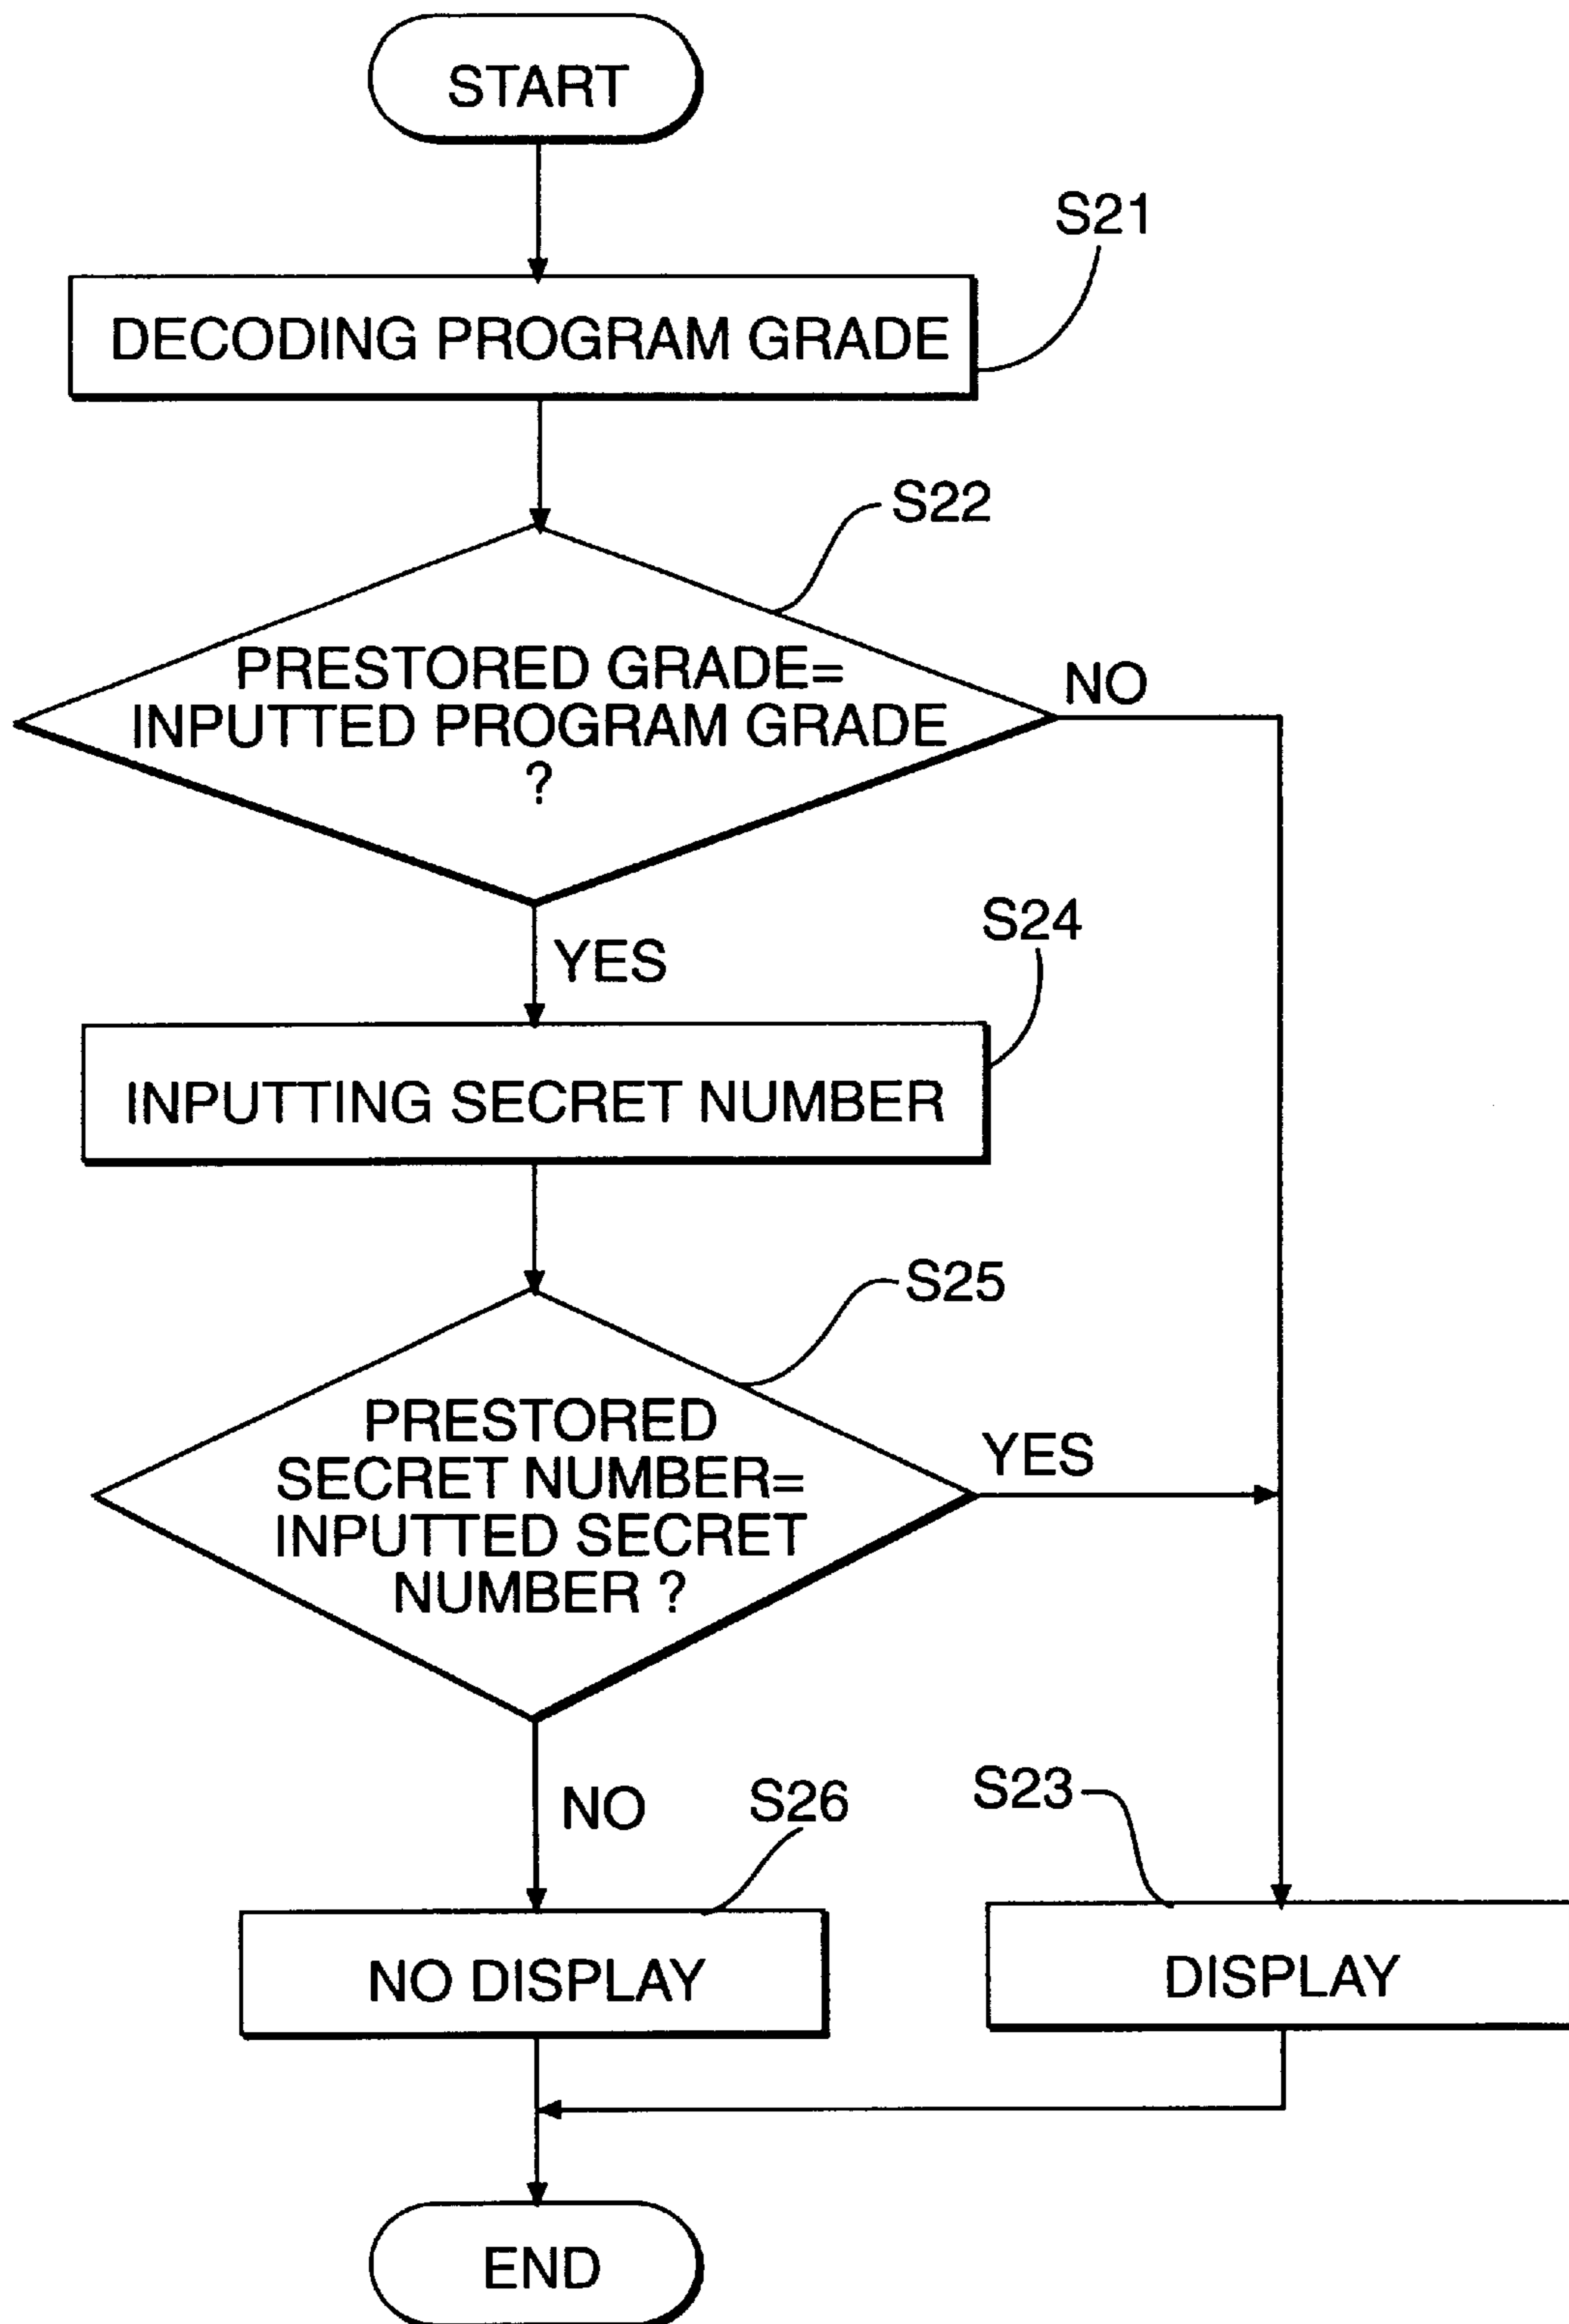 START
S21
DECODING PROGRAM GRADE
S22
PRESTORED GRADE=
INPUTTED PROGRAM GRADE
?
NO
YES
S24
INPUTTING SECRET NUMBER
S25
PRESTORED
SECRET NUMBER=
INPUTTED SECRET
NUMBER ?
YES
NO
S26
S23
NO DISPLAY
DISPLAY
END